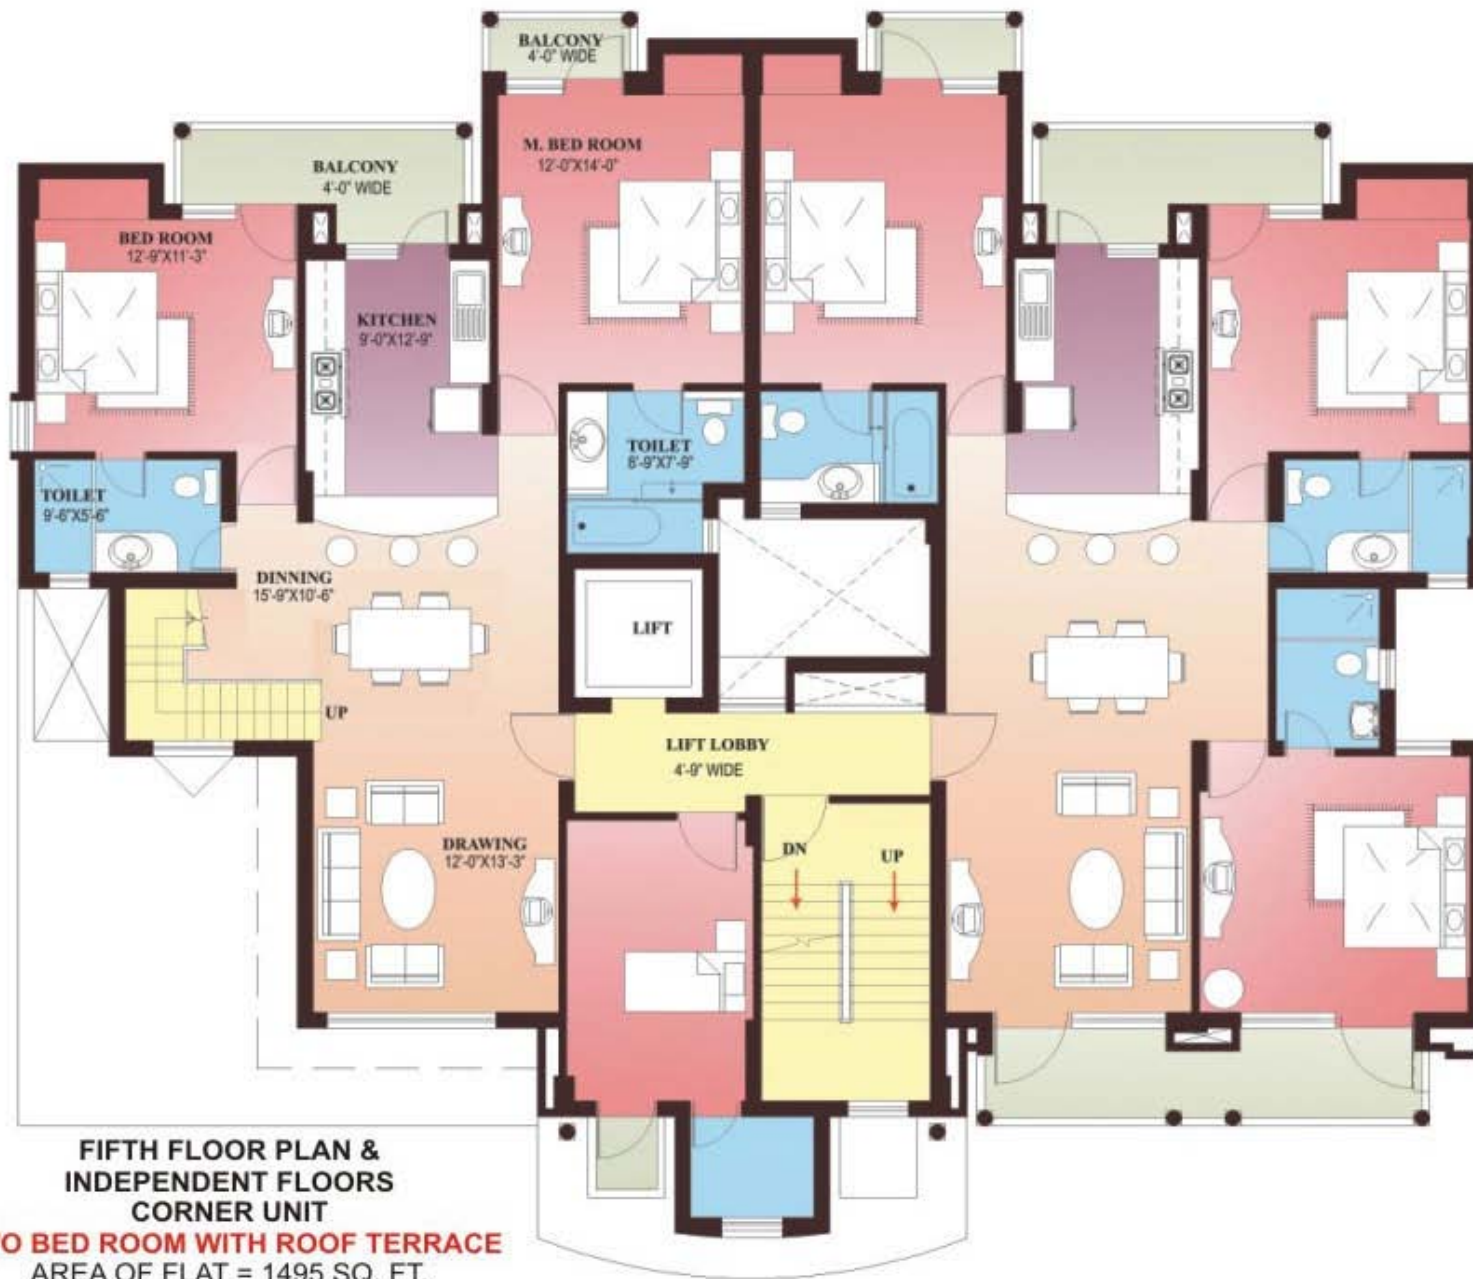 BALCONY
4'-0" WIDE
BALCONY
4'-0" WIDE
M. BED ROOM
12'-0"X14'-0"
BED ROOM
12'-9"X11'-3"
KITCHEN
9'-0"X12'-9"
TOILET
8'-9"X7'-9"
TOILET
9'-6"X5'-6"
DINNING
15'-9"X10'-6"
LIFT
UP
LIFT LOBBY
4'-9" WIDE
DRAWING
12'-0"X13'-3"
DN
UP
FIFTH FLOOR PLAN &
INDEPENDENT FLOORS
CORNER UNIT
O BED ROOM WITH ROOF TERRACE
AREA OF FLAT = 1495 SQ. FT.